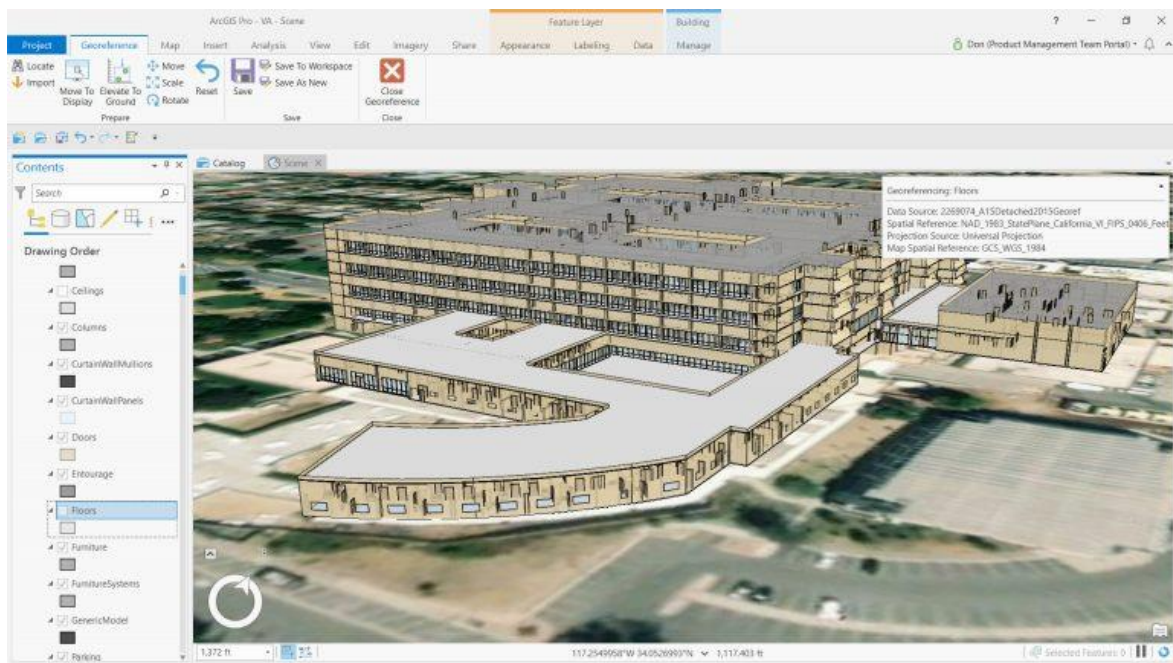 ArcGIS Pro - VA - Scene
Feature Layer
Building
? 
Project
Georeference
Map
Insert
Analysis
View
Edit
Imagery
Share
Appearance
Labeling
Data
Manage
Don (Product Management Team Portal)
Locate
Import
Move To
Display
Elevate To
Ground
Move
Scale
Rotate
Reset
Save
Save To Workspace
Save As New
Close
Georeference
Prepare
Save
Close
Contents
Catalog
Scene
Search
Drawing Order
Ceilings
Columns
CurtainWallMullions
CurtainWallPanels
Doors
Entourage
Floors
Furniture
FurnitureSystems
GenericModel
Parking
Georeferencing: Floors
Data Source: 2269074_A15Detached2015Georef
Spatial Reference: NAD_1983_StatePlane_California_VI_FIPS_0406_Feet
Projection Source: Universal Projection
Map Spatial Reference: GCS_WGS_1984
1,372 ft
117.2549958°W 34.0526993°N
1,117.403 ft
Selected Features: 0